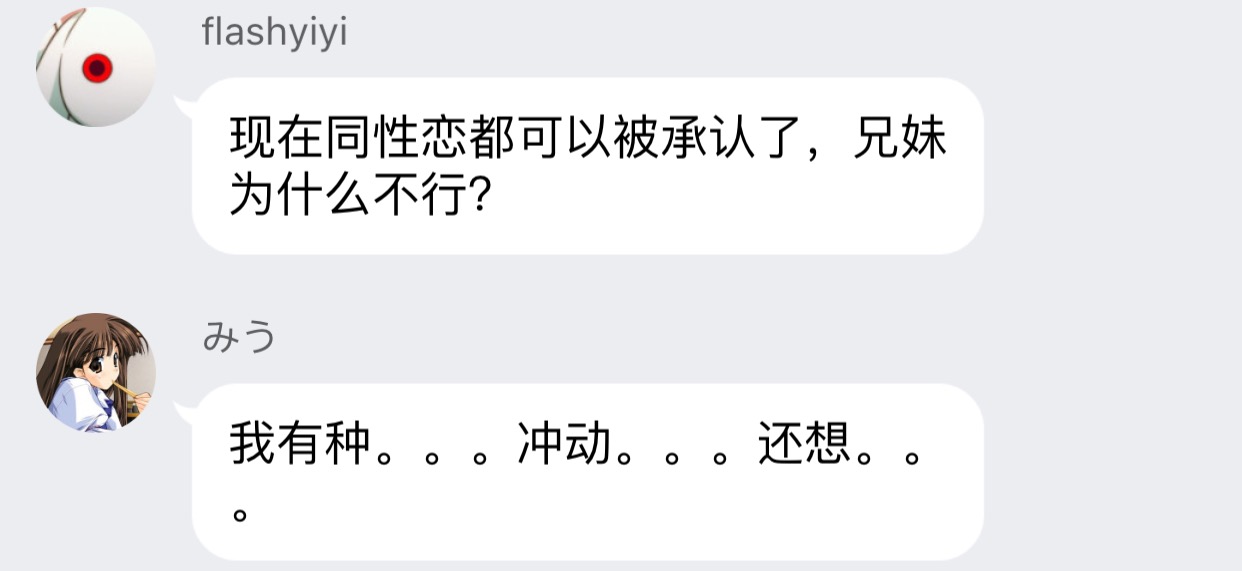 flashyiyi
现在同性恋都可以被承认了，兄妹
为什么不行？
みう
我有种。。。冲动。。。还想。。
。